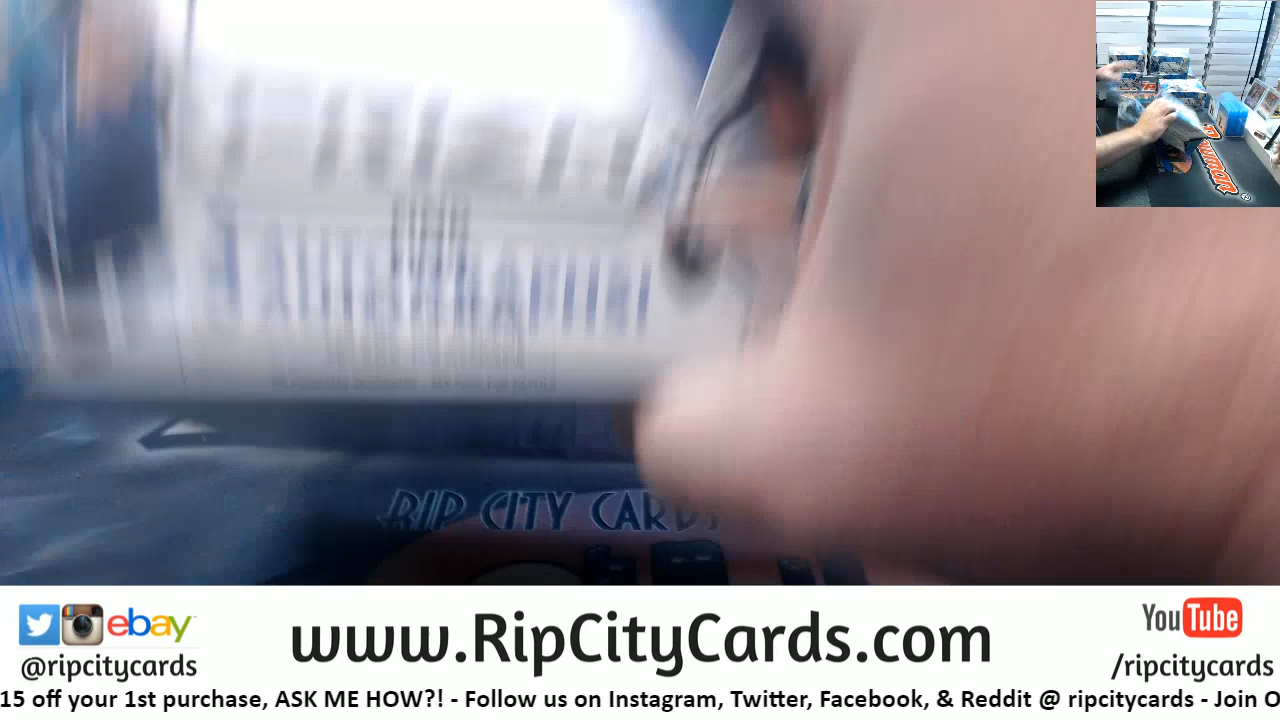 RIP CITY CARDS
BOWMAN
ebay
www.RipCityCards.com
YouTube
@ripcitycards
/ripcitycards
15 off your 1st purchase, ASK ME HOW?! - Follow us on Instagram, Twitter, Facebook, & Reddit @ ripcitycards - Join O